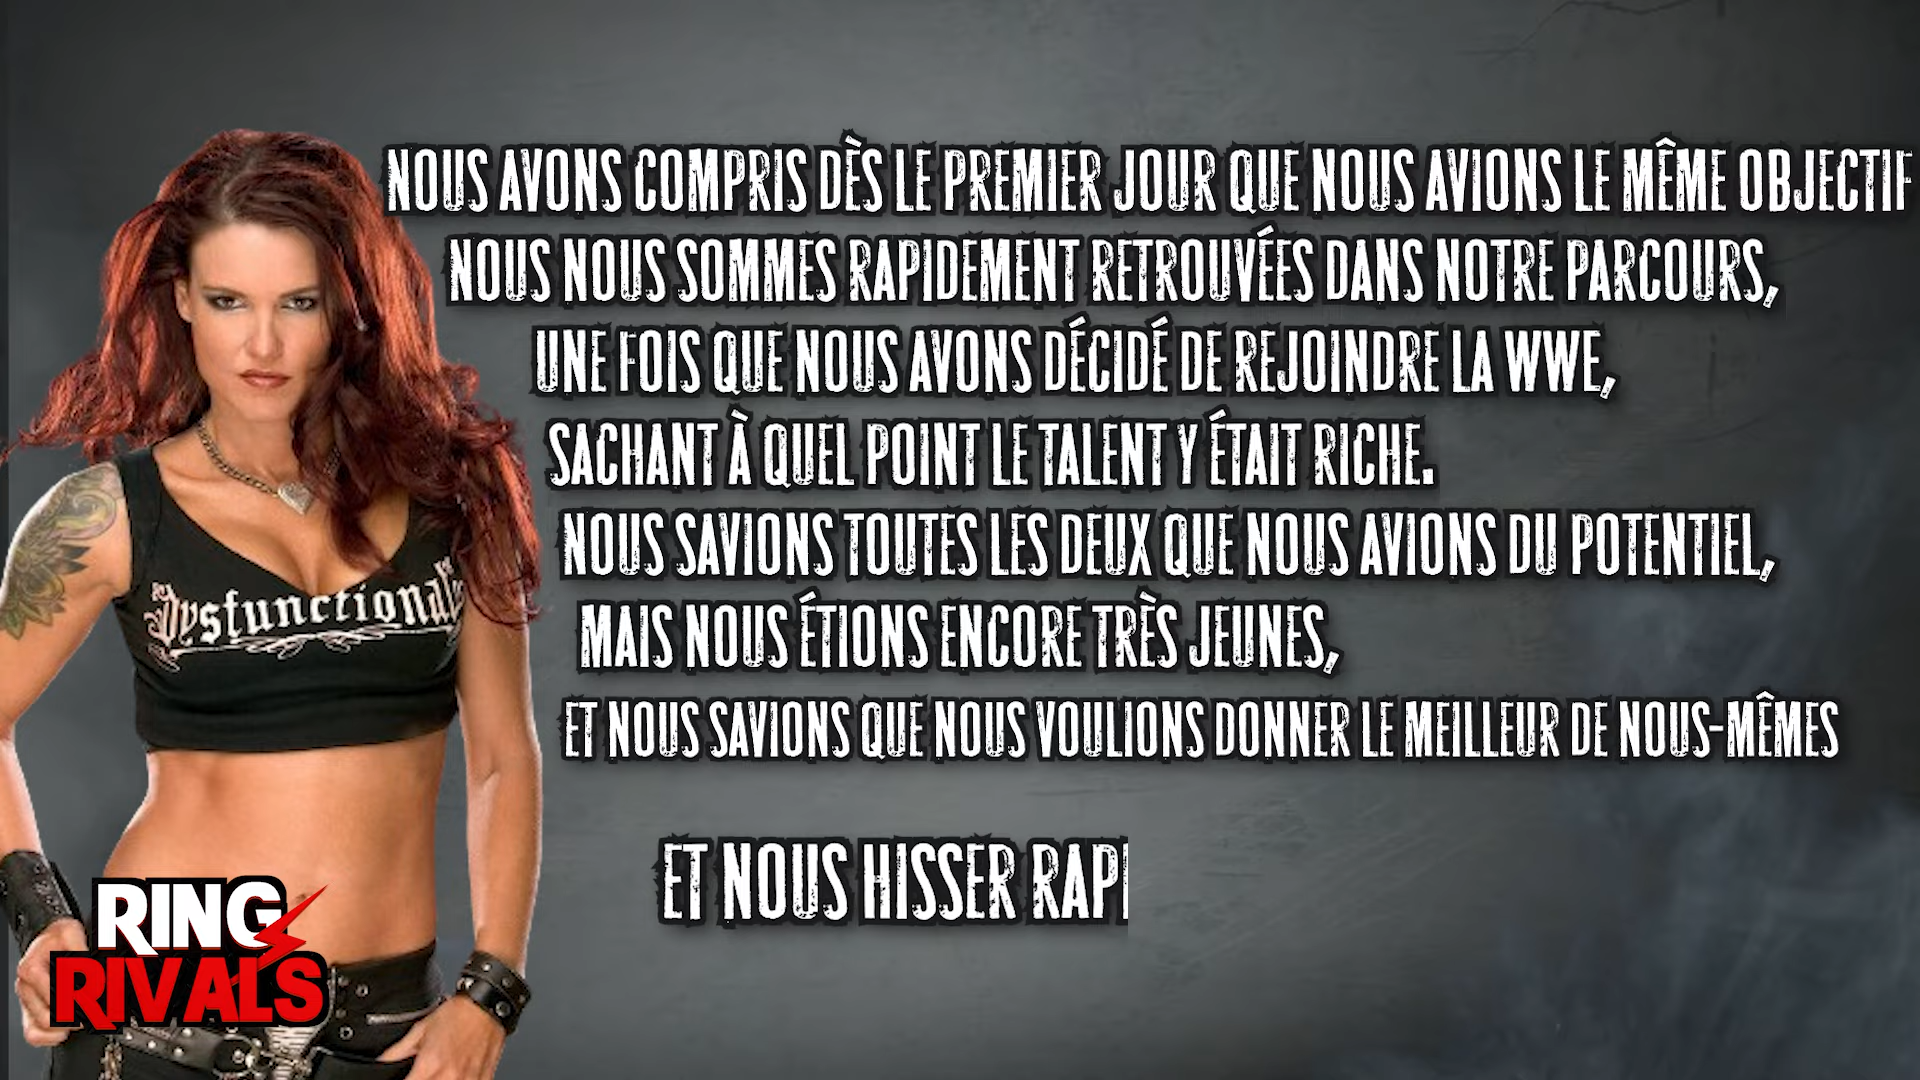 NOUS AVONS COMPRIS DÈS LE PREMIER JOUR QUE NOUS AVIONS LE MÊME OBJECTIF
NOUS NOUS SOMMES RAPIDEMENT RETROUVÉES DANS NOTRE PARCOURS,
UNE FOIS QUE NOUS AVONS DÉCIDÉ DE REJOINDRE LA WWE,
SACHANT À QUEL POINT LE TALENT Y ÉTAIT RICHE.
NOUS SAVIONS TOUTES LES DEUX QUE NOUS AVIONS DU POTENTIEL,
MAIS NOUS ÉTIONS ENCORE TRÈS JEUNES,
ET NOUS SAVIONS QUE NOUS VOULIONS DONNER LE MEILLEUR DE NOUS-MÊMES
ET NOUS HISSER RAPI
Dysfunctional
RING
RIVALS